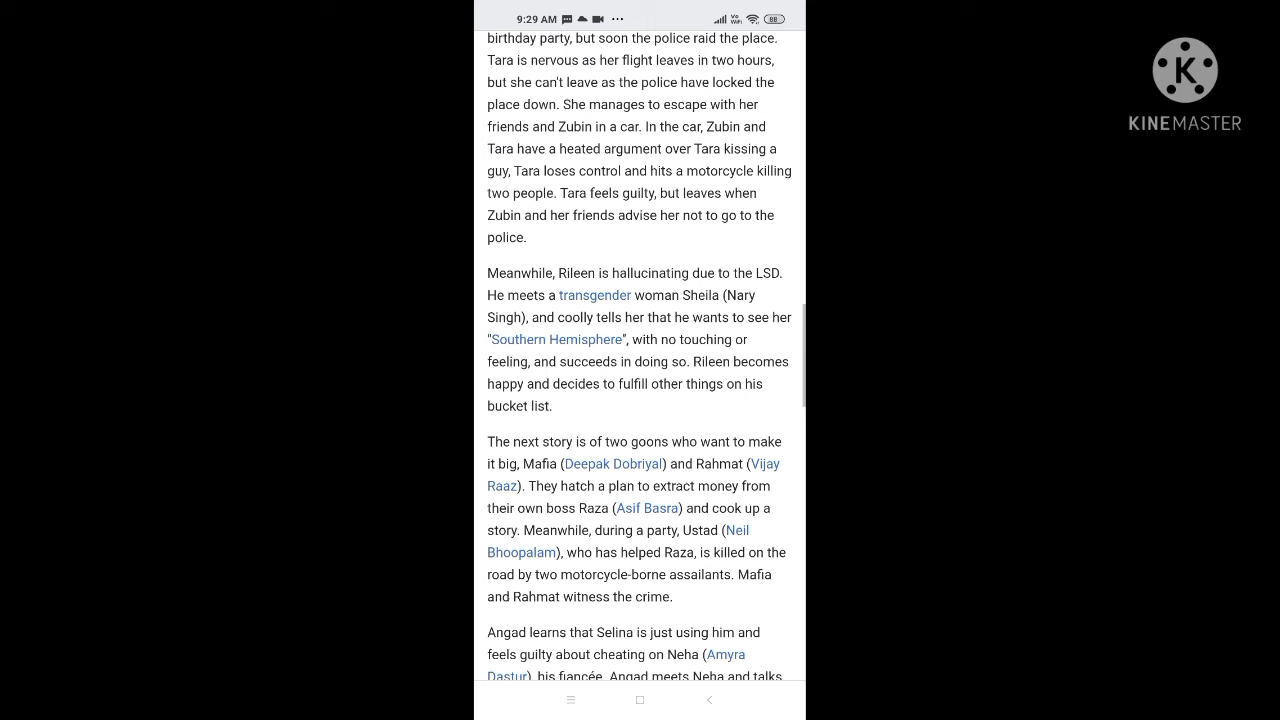 9:29 AM
Vo
WiFi
88
birthday party, but soon the police raid the place.
Tara is nervous as her flight leaves in two hours,
but she can't leave as the police have locked the
place down. She manages to escape with her
friends and Zubin in a car. In the car, Zubin and
Tara have a heated argument over Tara kissing a
guy, Tara loses control and hits a motorcycle killing
two people. Tara feels guilty, but leaves when
Zubin and her friends advise her not to go to the
police.
Meanwhile, Rileen is hallucinating due to the LSD.
He meets a transgender woman Sheila (Nary
Singh), and coolly tells her that he wants to see her
"Southern Hemisphere", with no touching or
feeling, and succeeds in doing so. Rileen becomes
happy and decides to fulfill other things on his
bucket list.
The next story is of two goons who want to make
it big, Mafia (Deepak Dobriyal) and Rahmat (Vijay
Raaz). They hatch a plan to extract money from
their own boss Raza (Asif Basra) and cook up a
story. Meanwhile, during a party, Ustad (Neil
Bhoopalam), who has helped Raza, is killed on the
road by two motorcycle-borne assailants. Mafia
and Rahmat witness the crime.
Angad learns that Selina is just using him and
feels guilty about cheating on Neha (Amyra
Dastur), his fiancée. Angad meets Neha and talks
K
KINEMASTER